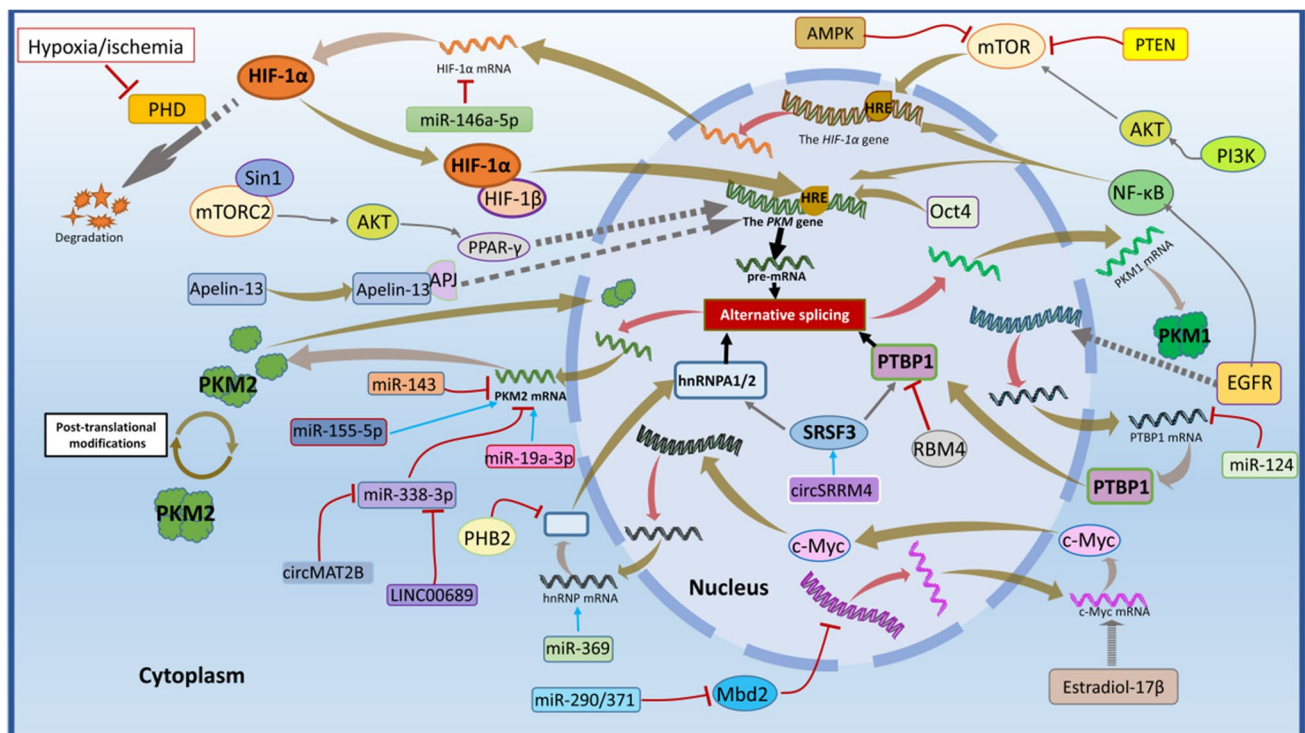 Hypoxia/ischemia
PHD
HIF-1α
HIF-1α mRNA
miR-146a-5p
AMPK
mTOR
PTEN
HRE
The HIF-1α gene
AKT
PI3K
Degradation
Sin1
mTORC2
AKT
PPAR-γ
HIF-1α
HIF-1β
HRE
The PKM gene
Oct4
NF-κB
pre-mRNA
PKM1 mRNA
Apelin-13
Apelin-13
APJ
Alternative splicing
PKM1
PKM2
miR-143
PKM2 mRNA
hnRNPA1/2
PTBP1
EGFR
Post-translational
modifications
miR-155-5p
miR-19a-3p
SRSF3
RBM4
PTBP1 mRNA
miR-124
PKM2
miR-338-3p
circSRRM4
PTBP1
PHB2
c-Myc
c-Myc
circMAT2B
LINC00689
hnRNP mRNA
Nucleus
c-Myc mRNA
miR-369
Cytoplasm
miR-290/371
Mbd2
Estradiol-17β